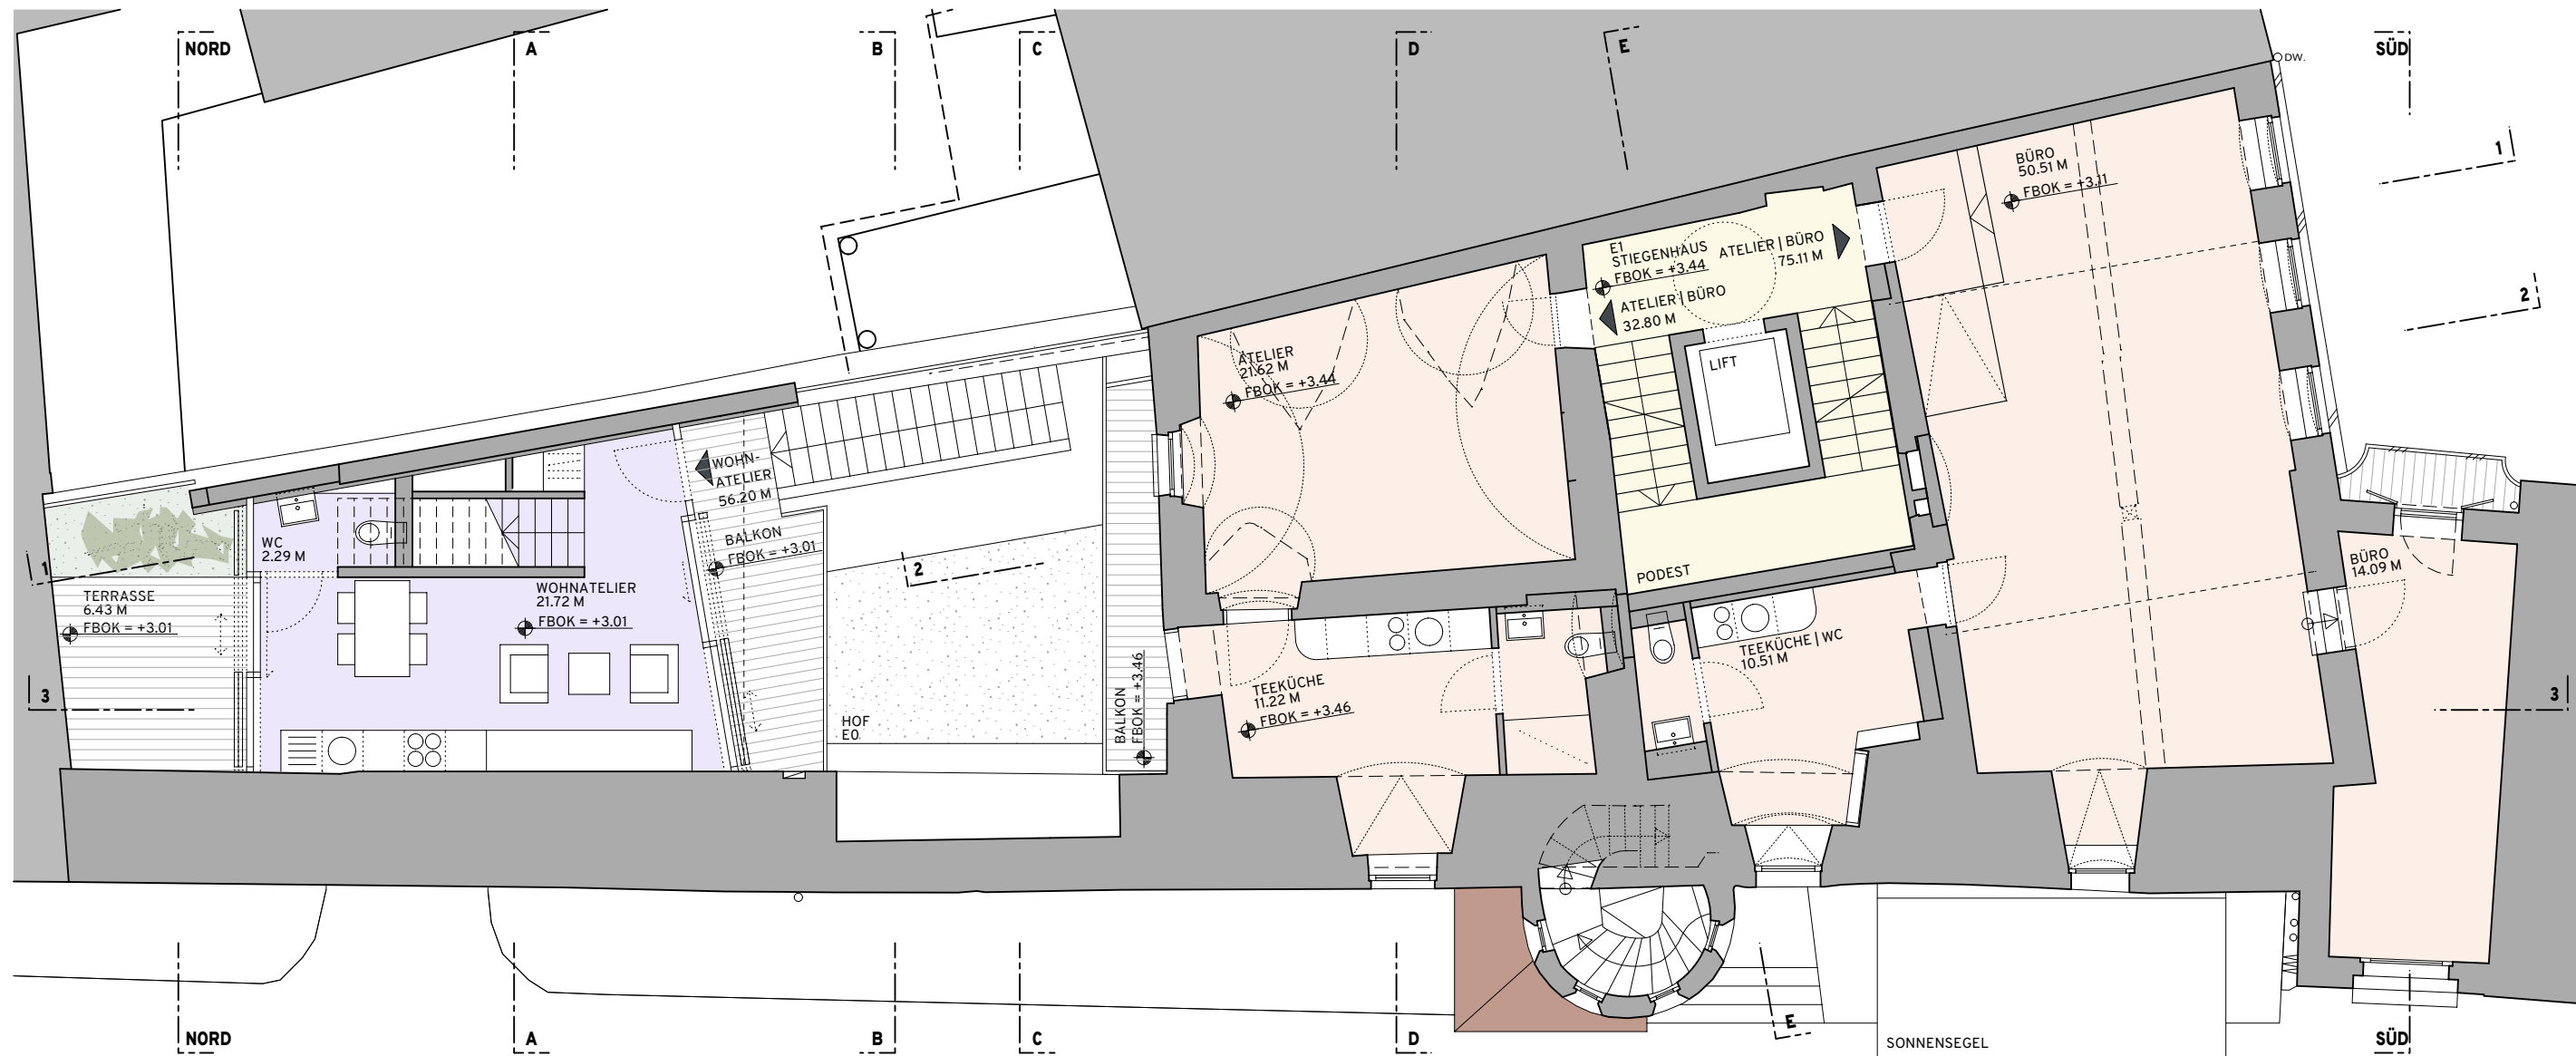 NORD
A
B
C
D
E
SÜD
DW.
1
2
BÜRO
50.51 M
FBOK = +3.11
E1
STIEGENHAUS
FBOK = +3.44
ATELIER | BÜRO
75.11 M
ATELIER | BÜRO
32.80 M
LIFT
PODEST
ATELIER
21.62 M
FBOK = +3.44
WOHN-
ATELIER
56.20 M
BALKON
FBOK = +3.01
WC
2.29 M
1
TERRASSE
6.43 M
FBOK = +3.01
WOHNATELIER
21.72 M
FBOK = +3.01
2
3
HOF
E0
BALKON
FBOK = +3.46
TEEKÜCHE
11.22 M
FBOK = +3.46
TEEKÜCHE | WC
10.51 M
BÜRO
14.09 M
3
SONNENSEGEL
NORD
A
B
C
D
E
SÜD